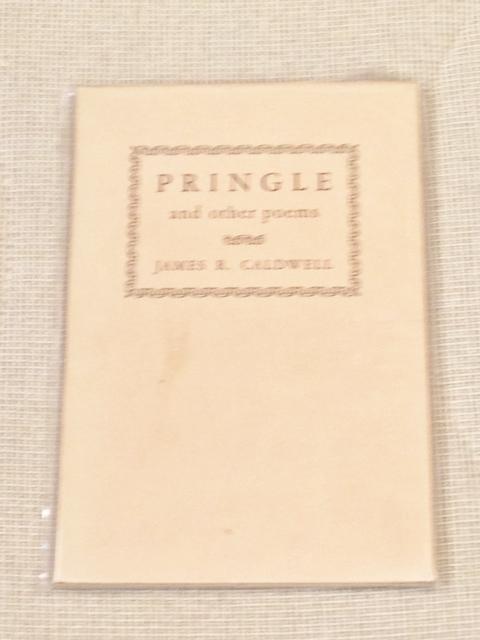 PRINGLE
and other poems
JAMES R. CALDWELL